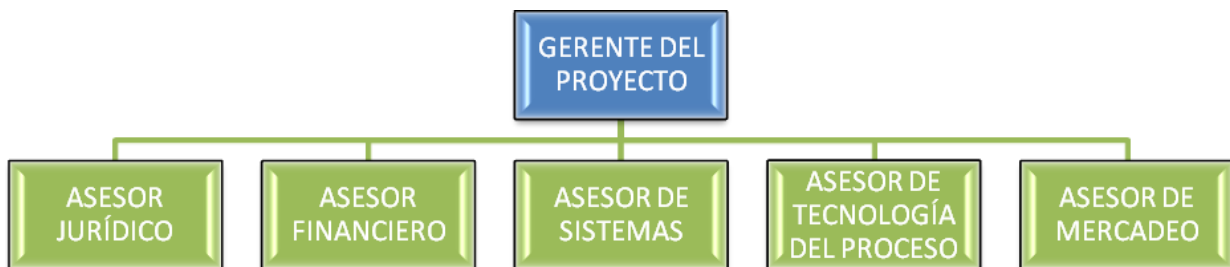 GERENTE DEL
PROYECTO
ASESOR
JURÍDICO
ASESOR
FINANCIERO
ASESOR DE
SISTEMAS
ASESOR DE
TECNOLOGÍA
DEL PROCESO
ASESOR DE
MERCADEO